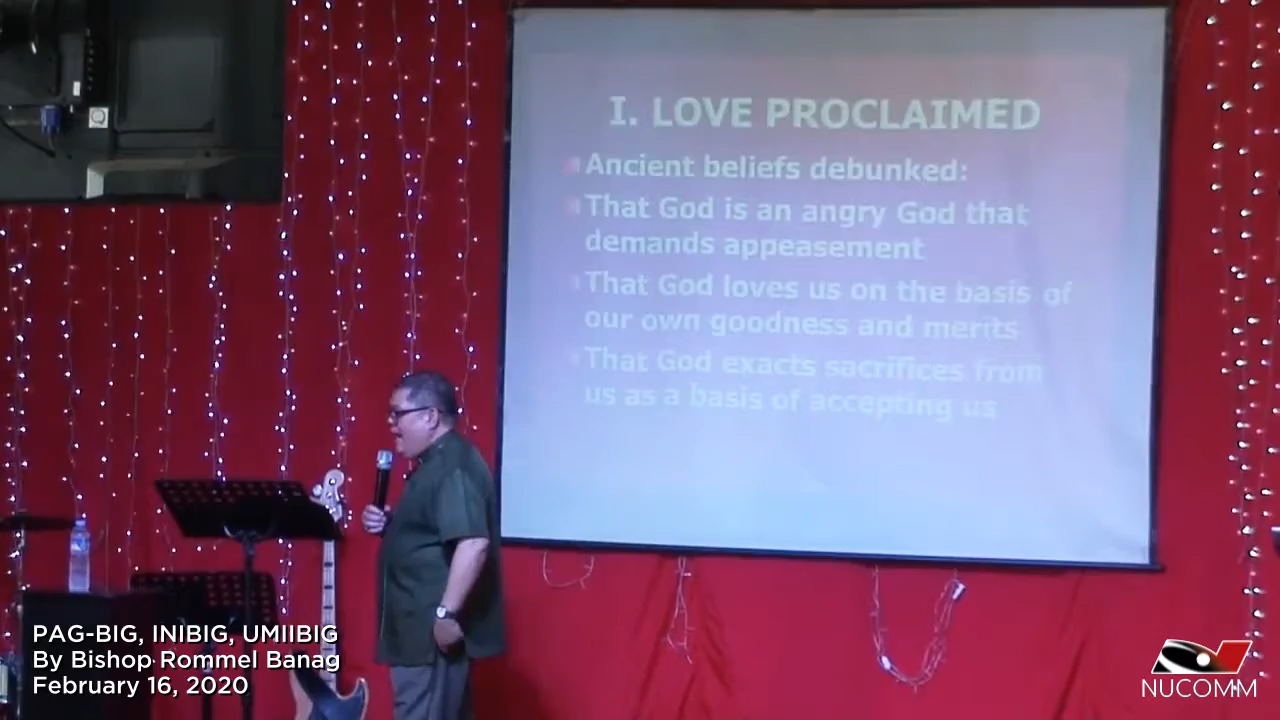 I. LOVE PROCLAIMED
Ancient beliefs debunked:
That God is an angry God that
demands appeasement
That God loves us on the basis of
our own goodness and merits
That God exacts sacrifices from
us as a basis of accepting us
PAG-BIG, INIBIG, UMIIBIG
By Bishop Rommel Banag
February 16, 2020
NUCOMM